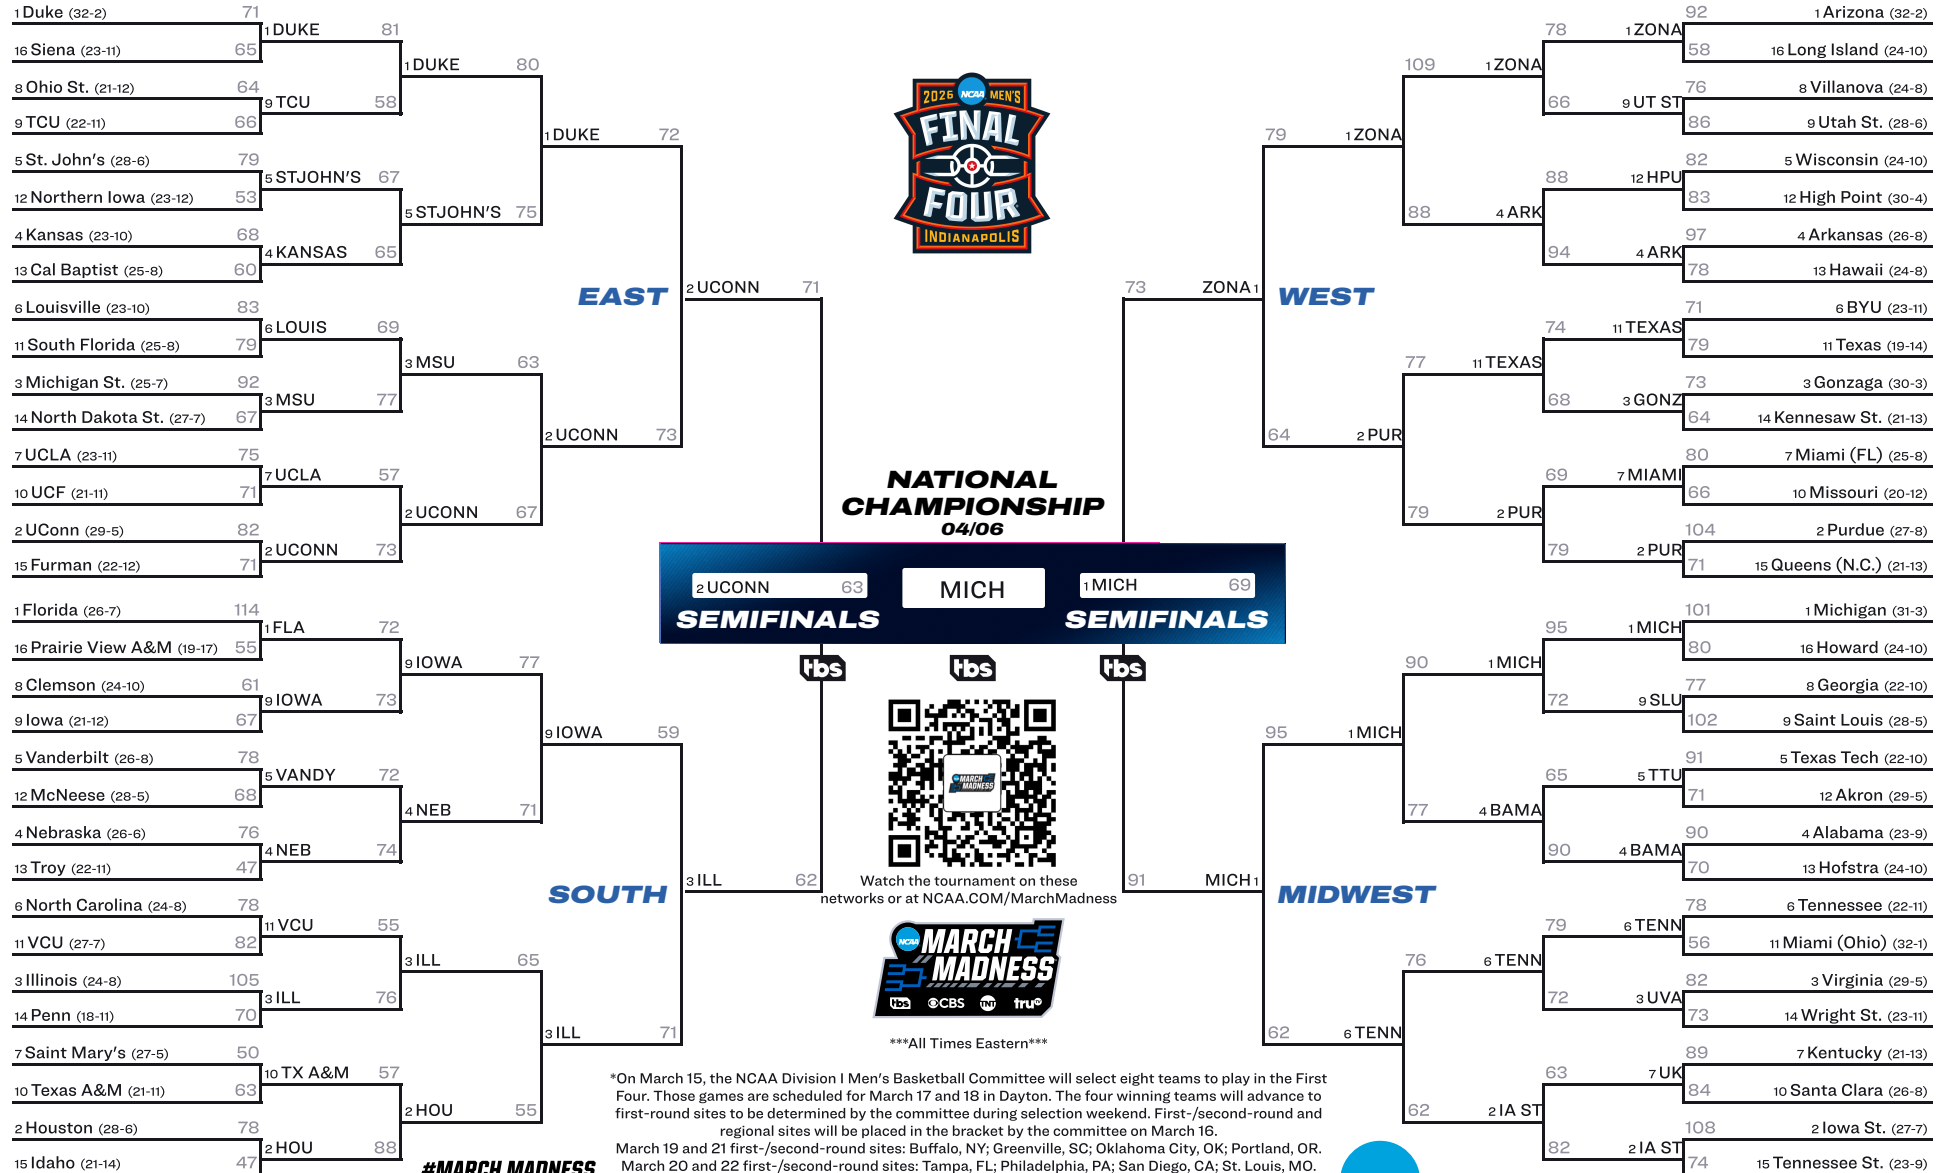 1 Duke (32-2) 71
16 Siena (23-11) 65
8 Ohio St. (21-12) 64
9 TCU (22-11) 66
5 St. John's (28-6) 79
12 Northern Iowa (23-12) 53
4 Kansas (23-10) 68
13 Cal Baptist (25-8) 60
6 Louisville (23-10) 83
11 South Florida (25-8) 79
3 Michigan St. (25-7) 92
14 North Dakota St. (27-7) 67
7 UCLA (23-11) 75
10 UCF (21-11) 71
2 UConn (29-5) 82
15 Furman (22-12) 71
1 DUKE 81
9 TCU 58
5 STJOHN'S 67
4 KANSAS 65
6 LOUIS 69
3 MSU 77
7 UCLA 57
2 UCONN 73
1 DUKE 80
5 STJOHN'S 75
3 MSU 63
2 UCONN 67
1 DUKE 72
2 UCONN 73
EAST
2 UCONN 71
1 Florida (26-7) 114
16 Prairie View A&M (19-17) 55
8 Clemson (24-10) 61
9 Iowa (21-12) 67
5 Vanderbilt (26-8) 78
12 McNeese (28-5) 68
4 Nebraska (26-6) 76
13 Troy (22-11) 47
6 North Carolina (24-8) 78
11 VCU (27-7) 82
3 Illinois (24-8) 105
14 Penn (18-11) 70
7 Saint Mary's (27-5) 50
10 Texas A&M (21-11) 63
2 Houston (28-6) 78
15 Idaho (21-14) 47
1 FLA 72
9 IOWA 73
5 VANDY 72
4 NEB 74
11 VCU 55
3 ILL 76
10 TX A&M 57
2 HOU 88
9 IOWA 77
4 NEB 71
3 ILL 65
2 HOU 55
9 IOWA 59
3 ILL 71
SOUTH
3 ILL 62
2026 NCAA MEN'S
FINAL
FOUR
INDIANAPOLIS
NATIONAL
CHAMPIONSHIP
04/06
2 UCONN 63
MICH
1 MICH 69
SEMIFINALS
SEMIFINALS
tbs
tbs
tbs
MARCH
MADNESS
Watch the tournament on these
networks or at NCAA.COM/MarchMadness
NCAA
MARCH
MADNESS
tbs CBS TNT truTV
***All Times Eastern***
*On March 15, the NCAA Division I Men's Basketball Committee will select eight teams to play in the First
Four. Those games are scheduled for March 17 and 18 in Dayton. The four winning teams will advance to
first-round sites to be determined by the committee during selection weekend. First-/second-round and
regional sites will be placed in the bracket by the committee on March 16.
March 19 and 21 first-/second-round sites: Buffalo, NY; Greenville, SC; Oklahoma City, OK; Portland, OR.
March 20 and 22 first-/second-round sites: Tampa, FL; Philadelphia, PA; San Diego, CA; St. Louis, MO.
#MARCH MADNESS
92 1 Arizona (32-2)
58 16 Long Island (24-10)
76 8 Villanova (24-8)
86 9 Utah St. (28-6)
82 5 Wisconsin (24-10)
83 12 High Point (30-4)
97 4 Arkansas (26-8)
78 13 Hawaii (24-8)
71 6 BYU (23-11)
79 11 Texas (19-14)
73 3 Gonzaga (30-3)
64 14 Kennesaw St. (21-13)
80 7 Miami (FL) (25-8)
66 10 Missouri (20-12)
104 2 Purdue (27-8)
71 15 Queens (N.C.) (21-13)
78 1 ZONA
66 9 UT ST
88 12 HPU
94 4 ARK
74 11 TEXAS
68 3 GONZ
69 7 MIAMI
79 2 PUR
109 1 ZONA
88 4 ARK
77 11 TEXAS
79 2 PUR
79 1 ZONA
64 2 PUR
WEST
73 ZONA 1
101 1 Michigan (31-3)
80 16 Howard (24-10)
77 8 Georgia (22-10)
102 9 Saint Louis (28-5)
91 5 Texas Tech (22-10)
71 12 Akron (29-5)
90 4 Alabama (23-9)
70 13 Hofstra (24-10)
78 6 Tennessee (22-11)
56 11 Miami (Ohio) (32-1)
82 3 Virginia (29-5)
73 14 Wright St. (23-11)
89 7 Kentucky (21-13)
84 10 Santa Clara (26-8)
108 2 Iowa St. (27-7)
74 15 Tennessee St. (23-9)
95 1 MICH
72 9 SLU
65 5 TTU
90 4 BAMA
79 6 TENN
72 3 UVA
63 7 UK
82 2 IA ST
90 1 MICH
77 4 BAMA
76 6 TENN
62 2 IA ST
95 1 MICH
62 6 TENN
MIDWEST
91 MICH 1